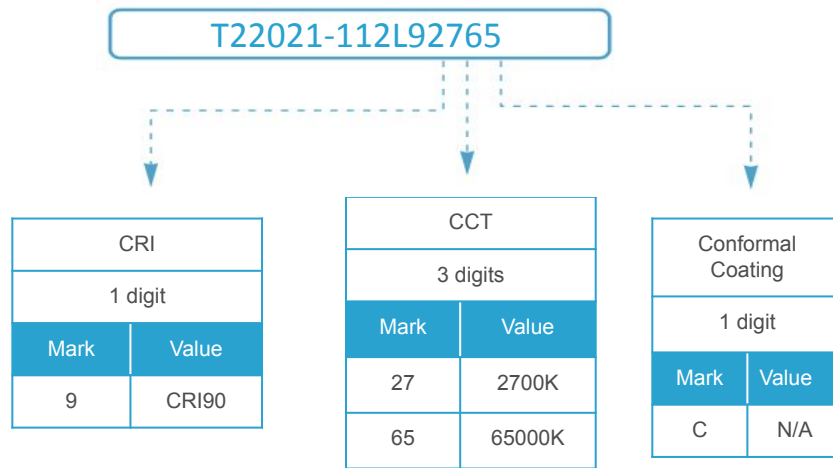 T22021-112L92765
CRI
1 digit
Mark Value
9 CRI90
CCT
3 digits
Mark Value
27 2700K
65 65000K
Conformal
Coating
1 digit
Mark Value
C N/A